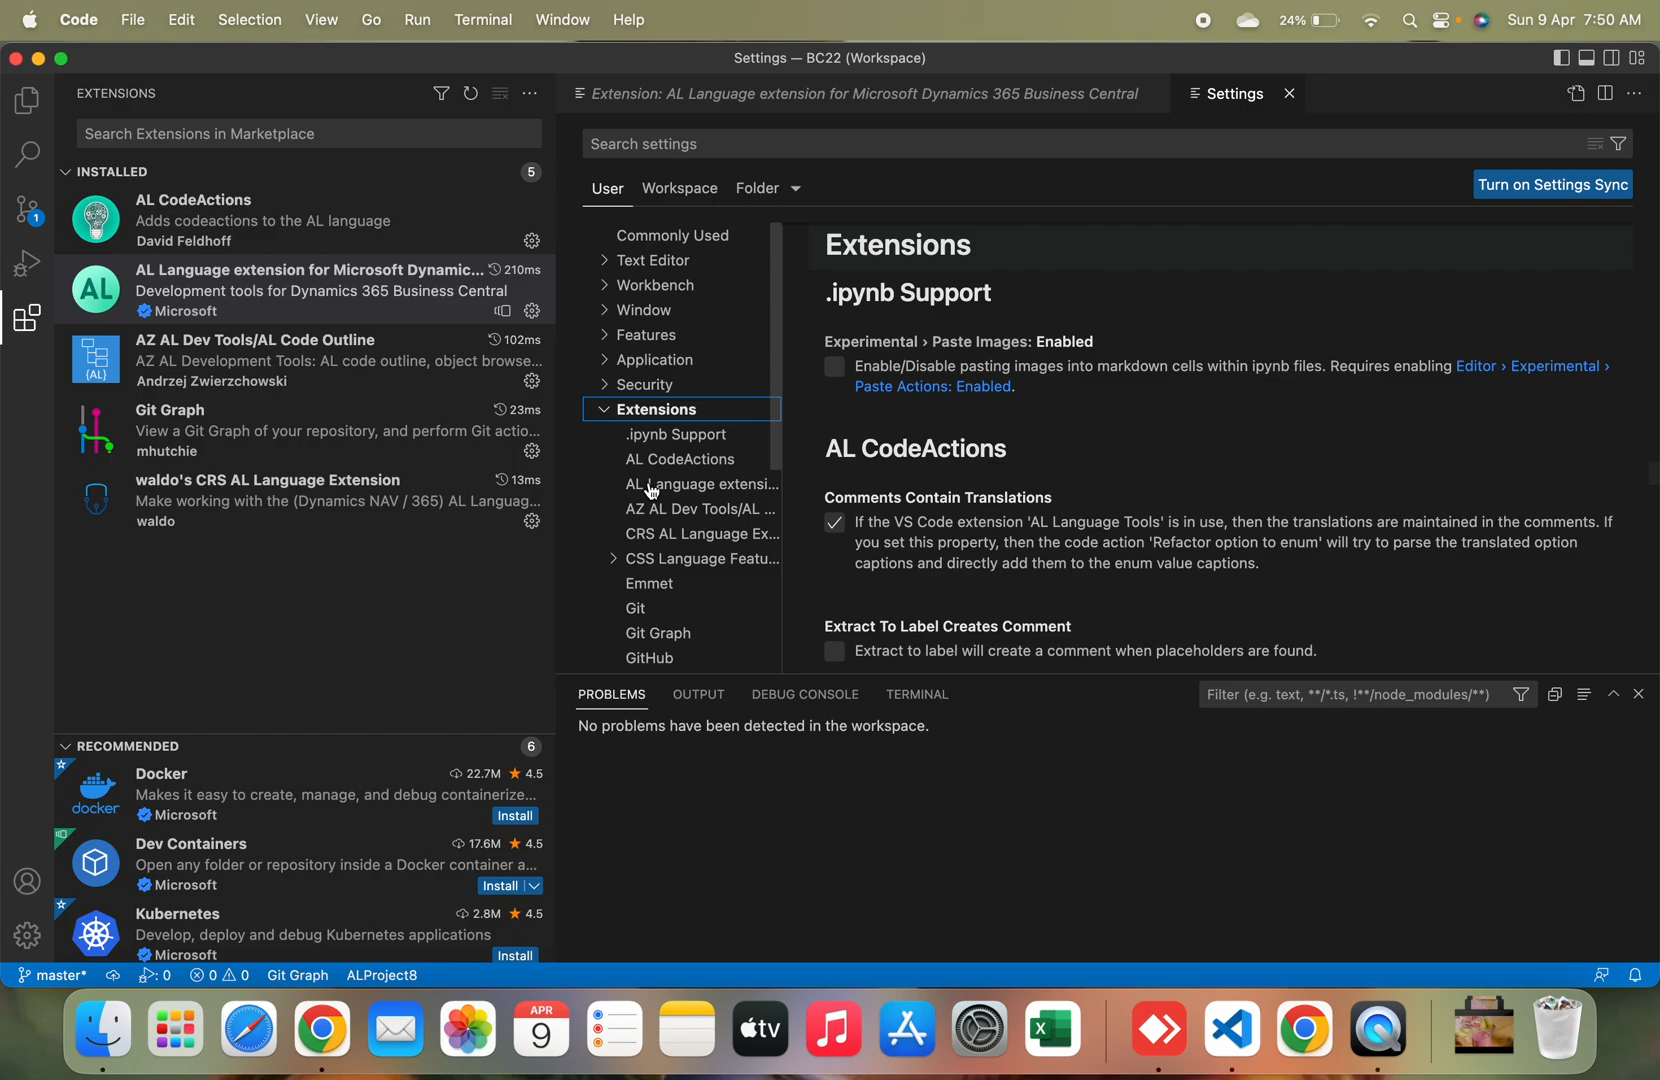 Code File Edit Selection View Go Run Terminal Window Help 24% Sun 9 Apr 7:50 AM
Settings — BC22 (Workspace)
EXTENSIONS
Extension: AL Language extension for Microsoft Dynamics 365 Business Central
Settings
Search Extensions in Marketplace
INSTALLED 5
AL CodeActions
Adds codeactions to the AL language
David Feldhoff
AL Language extension for Microsoft Dynamic... 210ms
Development tools for Dynamics 365 Business Central
Microsoft
AL
AZ AL Dev Tools/AL Code Outline 102ms
AZ AL Development Tools: AL code outline, object browse...
Andrzej Zwierzchowski
{AL}
Git Graph 23ms
View a Git Graph of your repository, and perform Git actio...
mhutchie
waldo's CRS AL Language Extension 13ms
Make working with the (Dynamics NAV / 365) AL Languag...
waldo
RECOMMENDED 6
Docker 22.7M 4.5
Makes it easy to create, manage, and debug containerize...
Microsoft Install
docker
Dev Containers 17.6M 4.5
Open any folder or repository inside a Docker container a...
Microsoft Install
Kubernetes 2.8M 4.5
Develop, deploy and debug Kubernetes applications
Microsoft Install
1
Search settings
User Workspace Folder
Turn on Settings Sync
Commonly Used
Text Editor
Workbench
Window
Features
Application
Security
Extensions
.ipynb Support
AL CodeActions
AL Language extensi...
AZ AL Dev Tools/AL ...
CRS AL Language Ex...
CSS Language Featu...
Emmet
Git
Git Graph
GitHub
Extensions
.ipynb Support
Experimental › Paste Images: Enabled
Enable/Disable pasting images into markdown cells within ipynb files. Requires enabling Editor › Experimental ›
Paste Actions: Enabled.
AL CodeActions
Comments Contain Translations
If the VS Code extension 'AL Language Tools' is in use, then the translations are maintained in the comments. If
you set this property, then the code action 'Refactor option to enum' will try to parse the translated option
captions and directly add them to the enum value captions.
Extract To Label Creates Comment
Extract to label will create a comment when placeholders are found.
PROBLEMS OUTPUT DEBUG CONSOLE TERMINAL
Filter (e.g. text, **/*.ts, !**/node_modules/**)
No problems have been detected in the workspace.
master* 0 0 0 Git Graph ALProject8
APR
9
tv
X